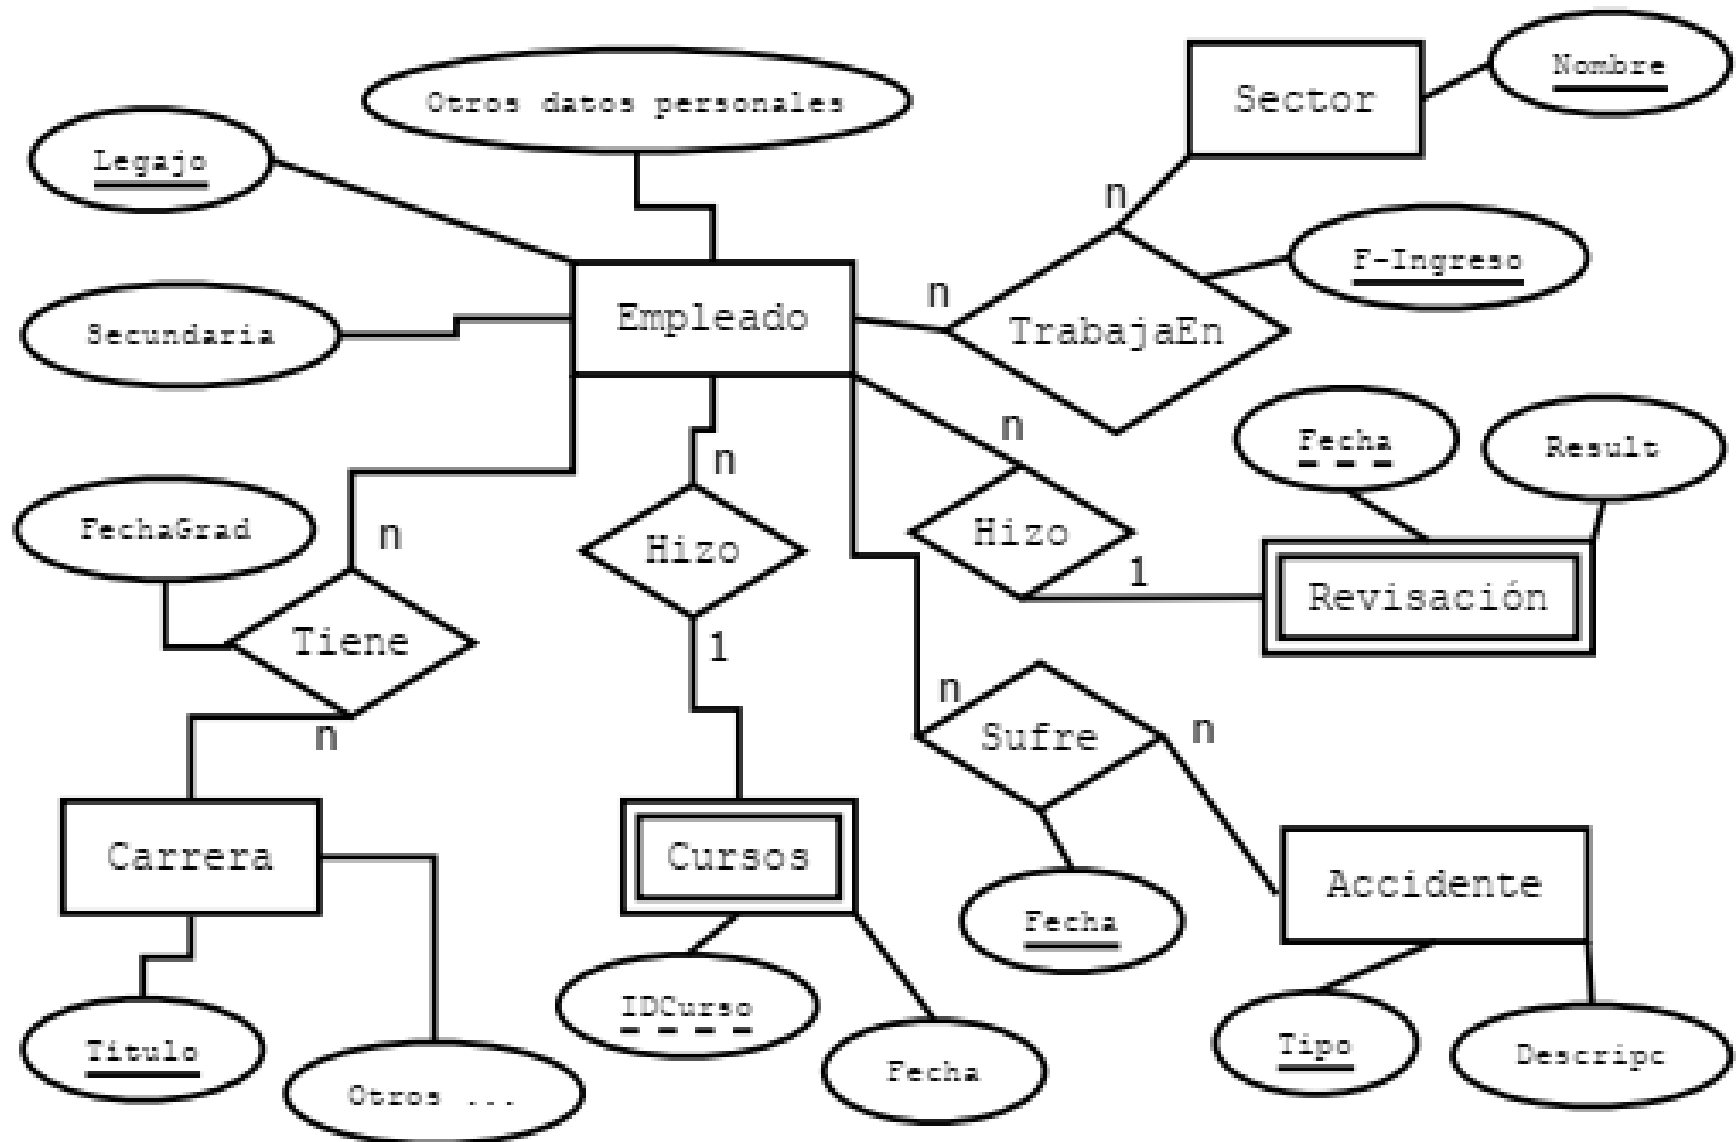 Nombre
Sector
Otros datos personales
Legajo
n
F-Ingreso
n
Empleado
TrabajaEn
Secundaria
Fecha
Result
n
n
FechaGrad
n
Hizo
Hizo
1
Revisación
Tiene
1
n
n
n
Sufre
Carrera
Cursos
Accidente
Fecha
IDCurso
Titulo
Otros ...
Fecha
Tipo
Descripc